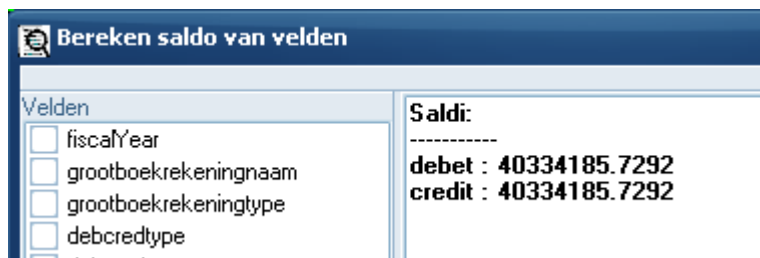 Bereken saldo van velden
Velden
fiscalYear
grootboekrekeningnaam
grootboekrekeningtype
debcredtype
Saldi:
-----------
debet : 40334185.7292
credit : 40334185.7292